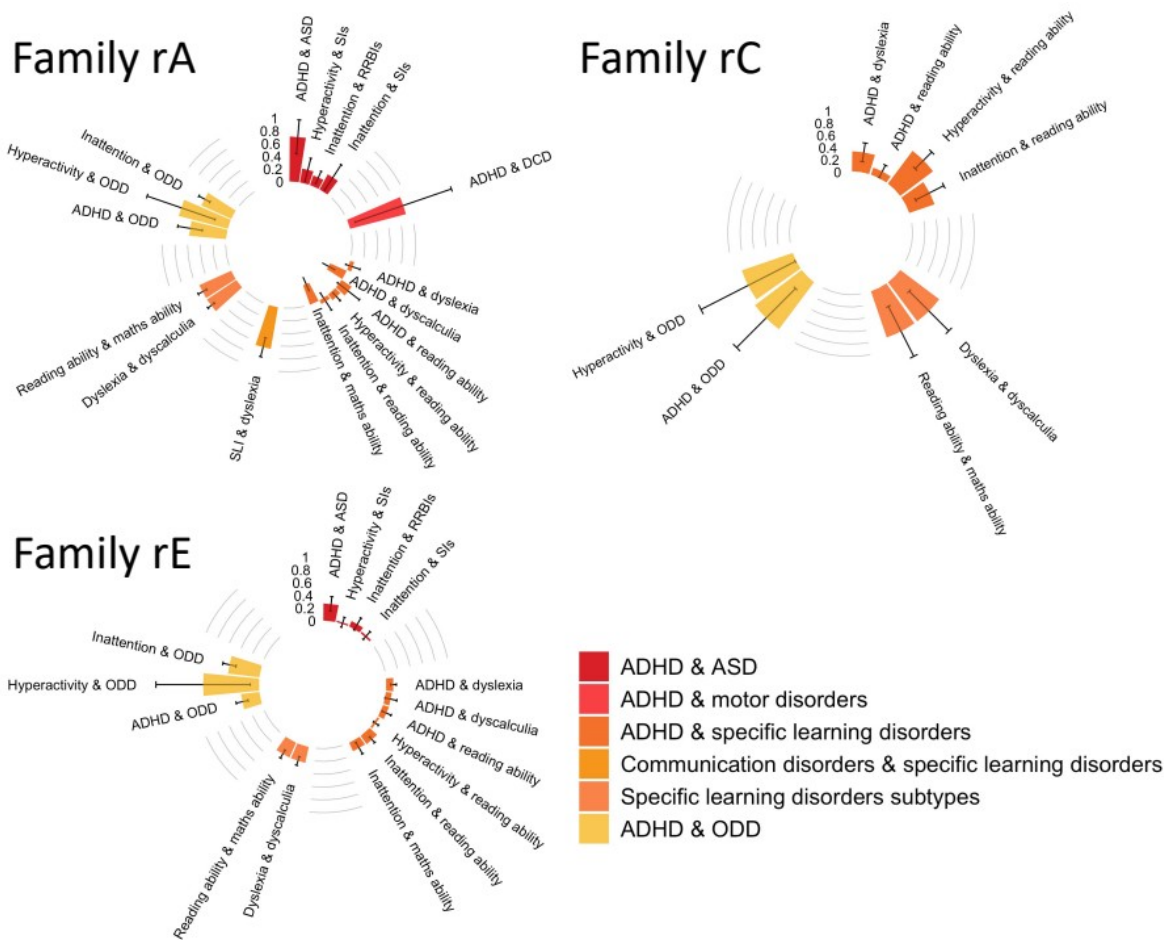 Family rA
ADHD & ASD
Hyperactivity & SIs
Inattention & RRBIs
Inattention & SIs
ADHD & DCD
1
0.8
0.6
0.4
0.2
0
Inattention & ODD
Hyperactivity & ODD
ADHD & ODD
ADHD & dyslexia
ADHD & dyscalculia
ADHD & reading ability
Hyperactivity & reading ability
Inattention & reading ability
Inattention & maths ability
SLI & dyslexia
Dyslexia & dyscalculia
Reading ability & maths ability
Family rC
ADHD & dyslexia
ADHD & reading ability
Hyperactivity & reading ability
Inattention & reading ability
1
0.8
0.6
0.4
0.2
0
Hyperactivity & ODD
ADHD & ODD
Dyslexia & dyscalculia
Reading ability & maths ability
Family rE
ADHD & ASD
Hyperactivity & SIs
Inattention & RRBIs
Inattention & SIs
1
0.8
0.6
0.4
0.2
0
Inattention & ODD
Hyperactivity & ODD
ADHD & ODD
ADHD & dyslexia
ADHD & dyscalculia
ADHD & reading ability
Hyperactivity & reading ability
Inattention & reading ability
Inattention & maths ability
Dyslexia & dyscalculia
Reading ability & maths ability
ADHD & ASD
ADHD & motor disorders
ADHD & specific learning disorders
Communication disorders & specific learning disorders
Specific learning disorders subtypes
ADHD & ODD